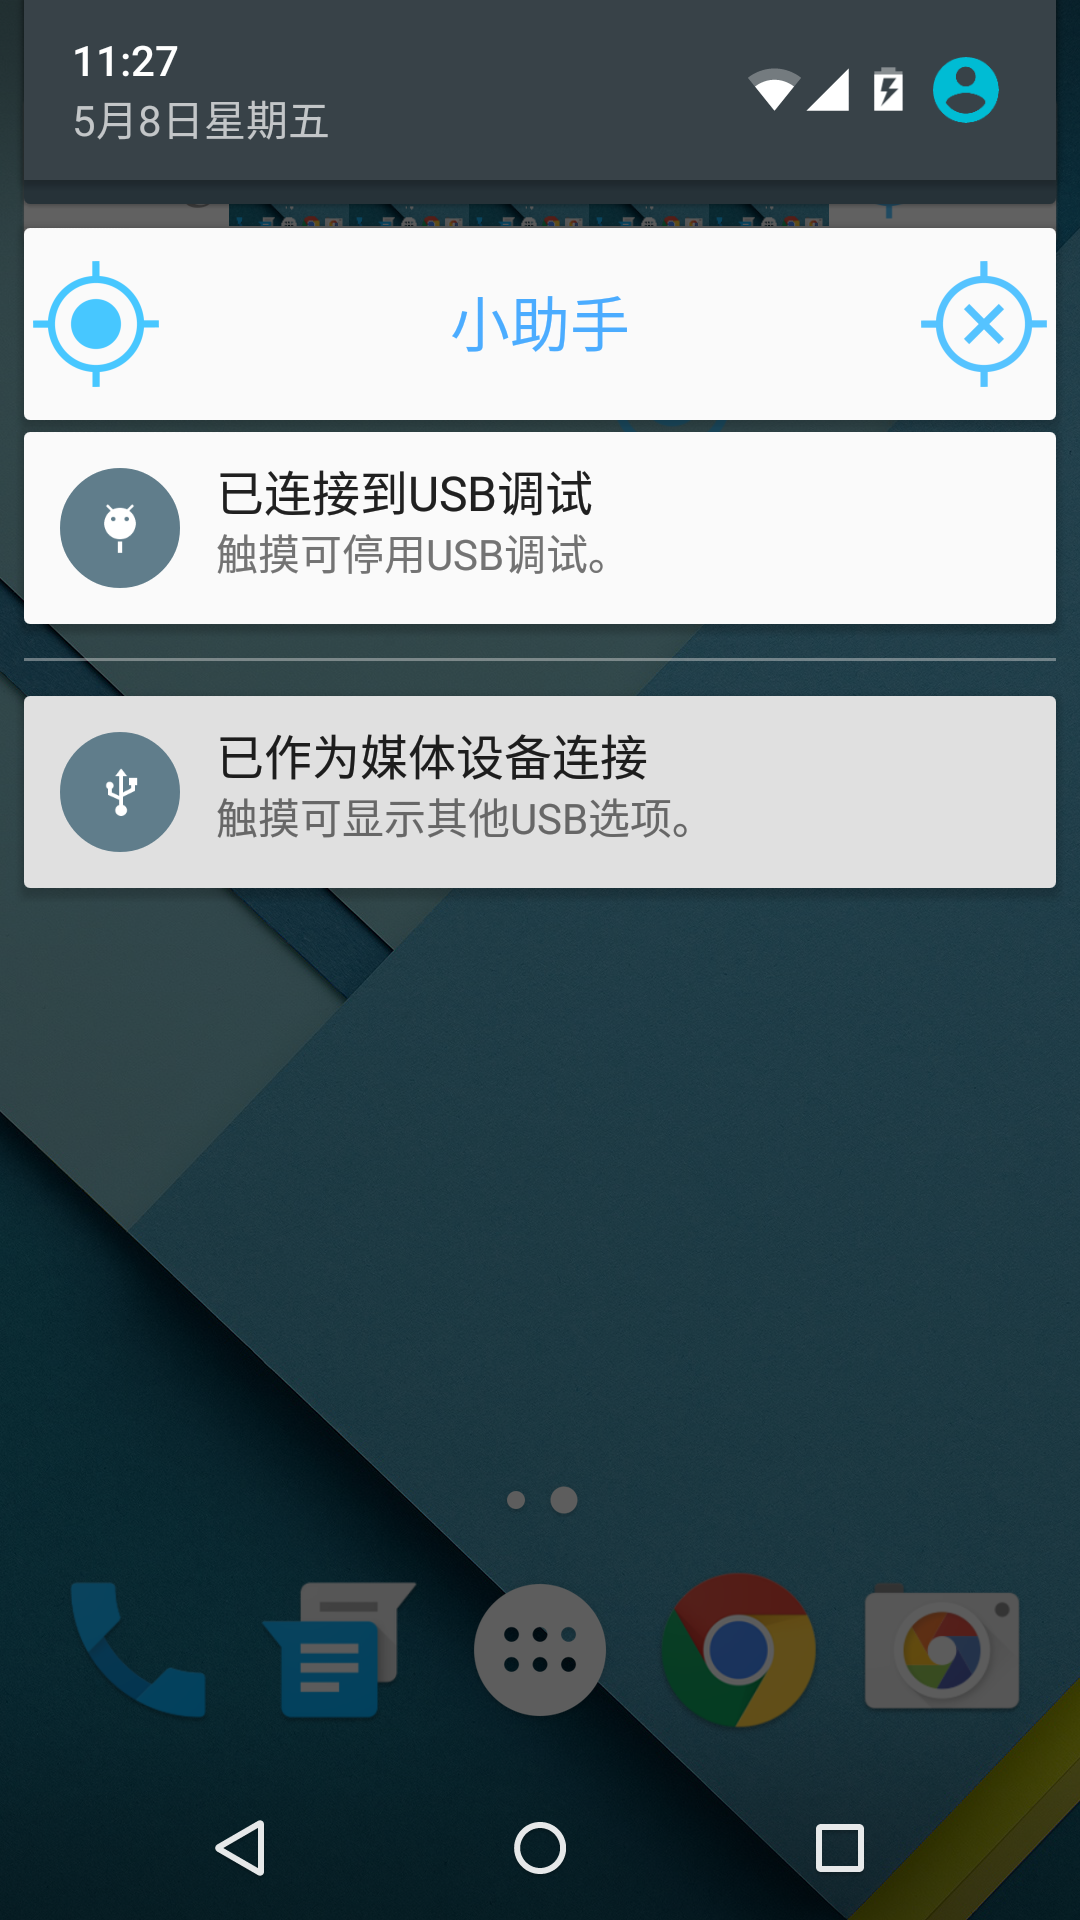 11:27
5月8日星期五
小助手
已连接到USB调试
触摸可停用USB调试。
已作为媒体设备连接
触摸可显示其他USB选项。